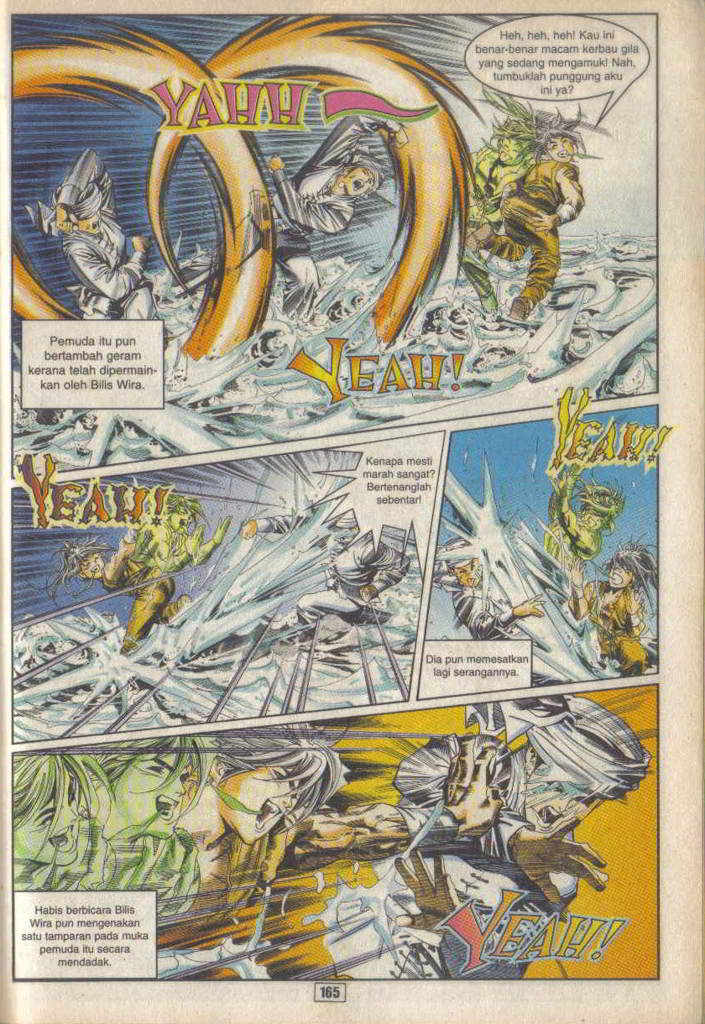 Heh, heh, heh! Kau ini
benar-benar macam kerbau gila
yang sedang mengamuk! Nah,
tumbuklah punggung aku
ini ya?
YAHH
Pemuda itu pun
bertambah geram
kerana telah dipermain-
kan oleh Bilis Wira.
YEAH!
YEAH!
Kenapa mesti
marah sangat?
Bertenanglah
sebentar!
YEAH!
Dia pun memesatkan
lagi serangannya.
Habis berbicara Bilis
Wira pun mengenakan
satu tamparan pada muka
pemuda itu secara
mendadak.
YEAH!
165